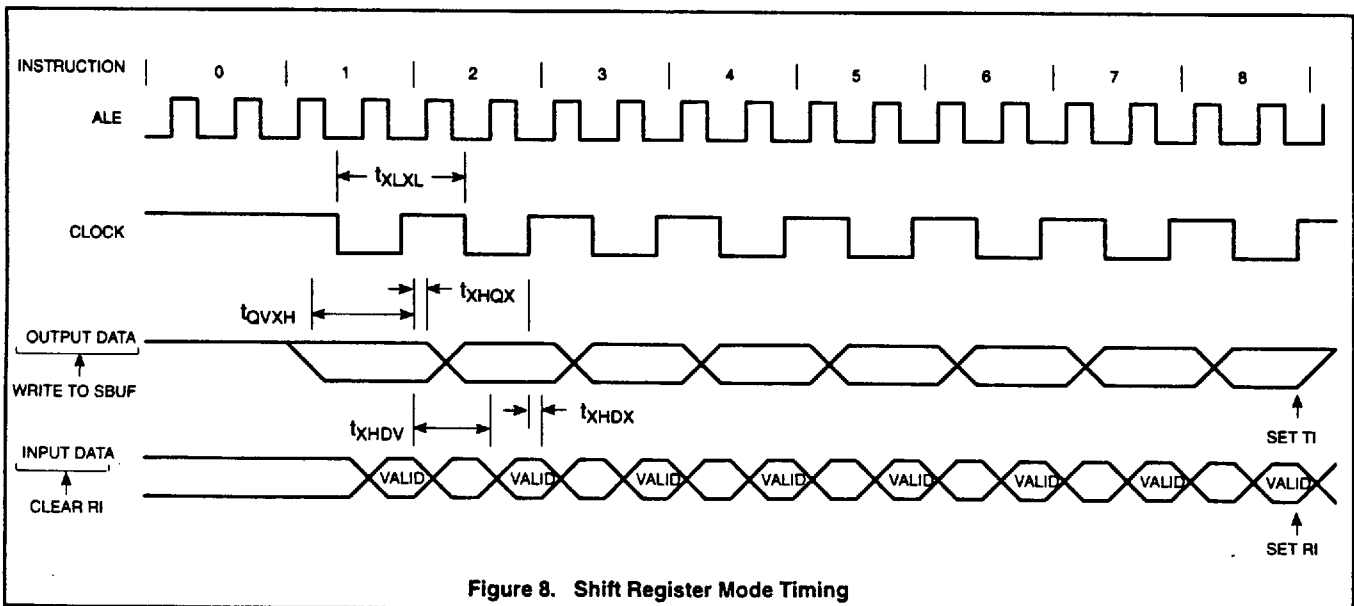 INSTRUCTION 0 1 2 3 4 5 6 7 8
ALE
tXLXL
CLOCK
tQVXH tXHQX
OUTPUT DATA
WRITE TO SBUF
tXHDV tXHDX
SET TI
INPUT DATA
VALID VALID VALID VALID VALID VALID VALID VALID
CLEAR RI
SET RI
Figure 8. Shift Register Mode Timing